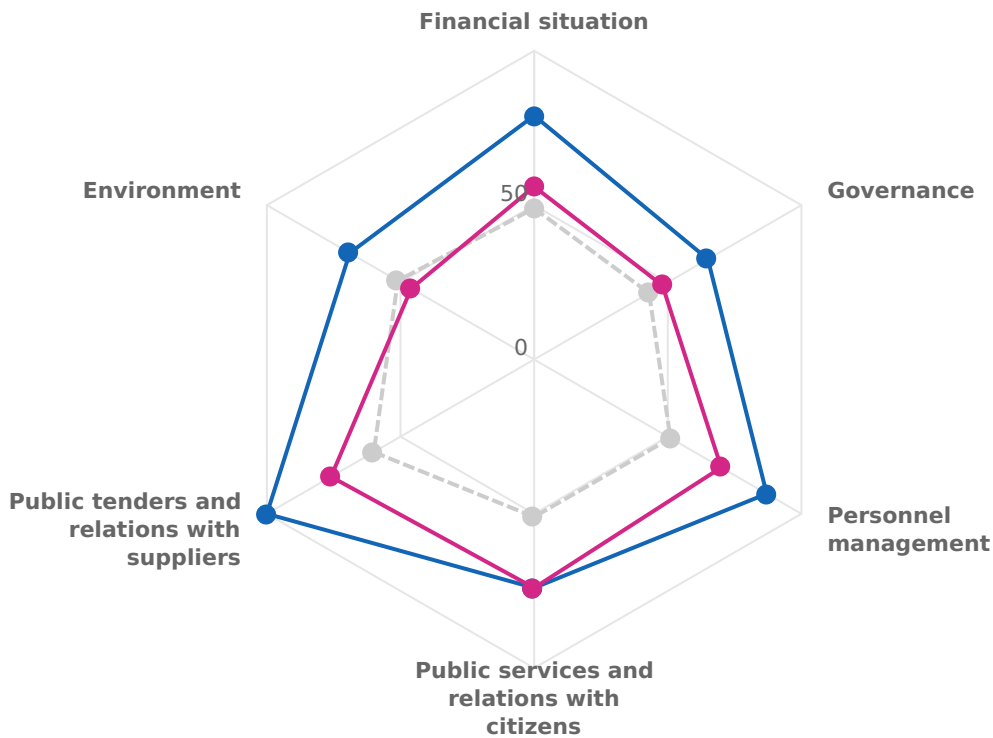 Financial situation
Environment
Governance
50
0
Public tenders and
relations with
suppliers
Personnel
management
Public services and
relations with
citizens